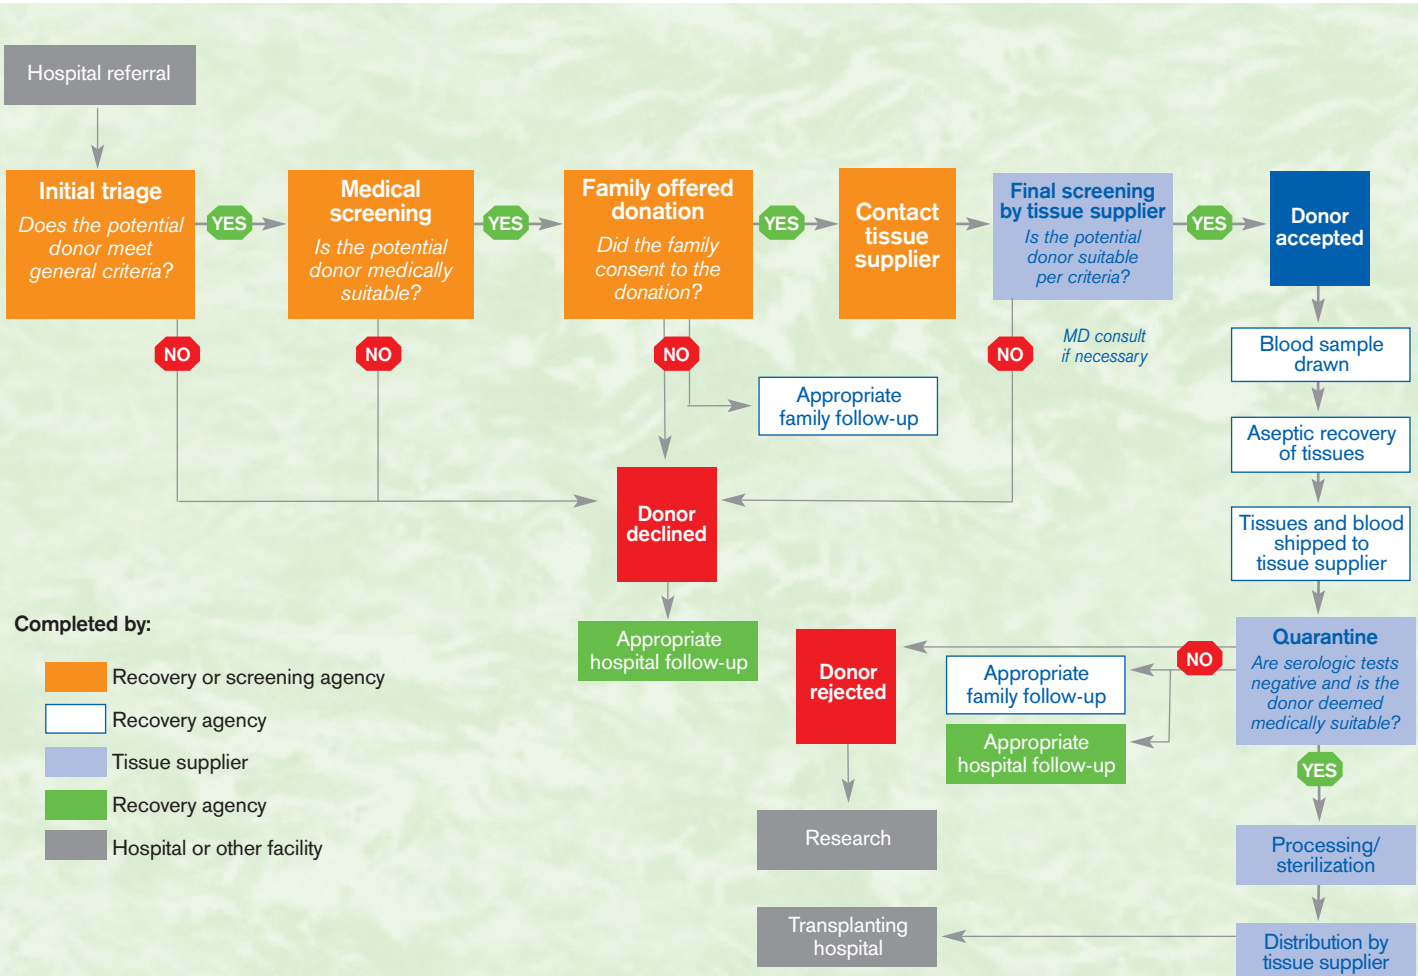 Hospital referral
Initial triage
Does the potential
donor meet
general criteria?
YES
Medical
screening
Is the potential
donor medically
suitable?
YES
Family offered
donation
Did the family
consent to the
donation?
YES
Contact
tissue
supplier
Final screening
by tissue supplier
Is the potential
donor suitable
per criteria?
YES
Donor
accepted
NO
NO
NO
NO
MD consult
if necessary
Blood sample
drawn
Appropriate
family follow-up
Aseptic recovery
of tissues
Donor
declined
Tissues and blood
shipped to
tissue supplier
Appropriate
hospital follow-up
Donor
rejected
Appropriate
family follow-up
Appropriate
hospital follow-up
NO
Quarantine
Are serologic tests
negative and is the
donor deemed
medically suitable?
YES
Research
Processing/
sterilization
Transplanting
hospital
Distribution by
tissue supplier
Completed by:
Recovery or screening agency
Recovery agency
Tissue supplier
Recovery agency
Hospital or other facility